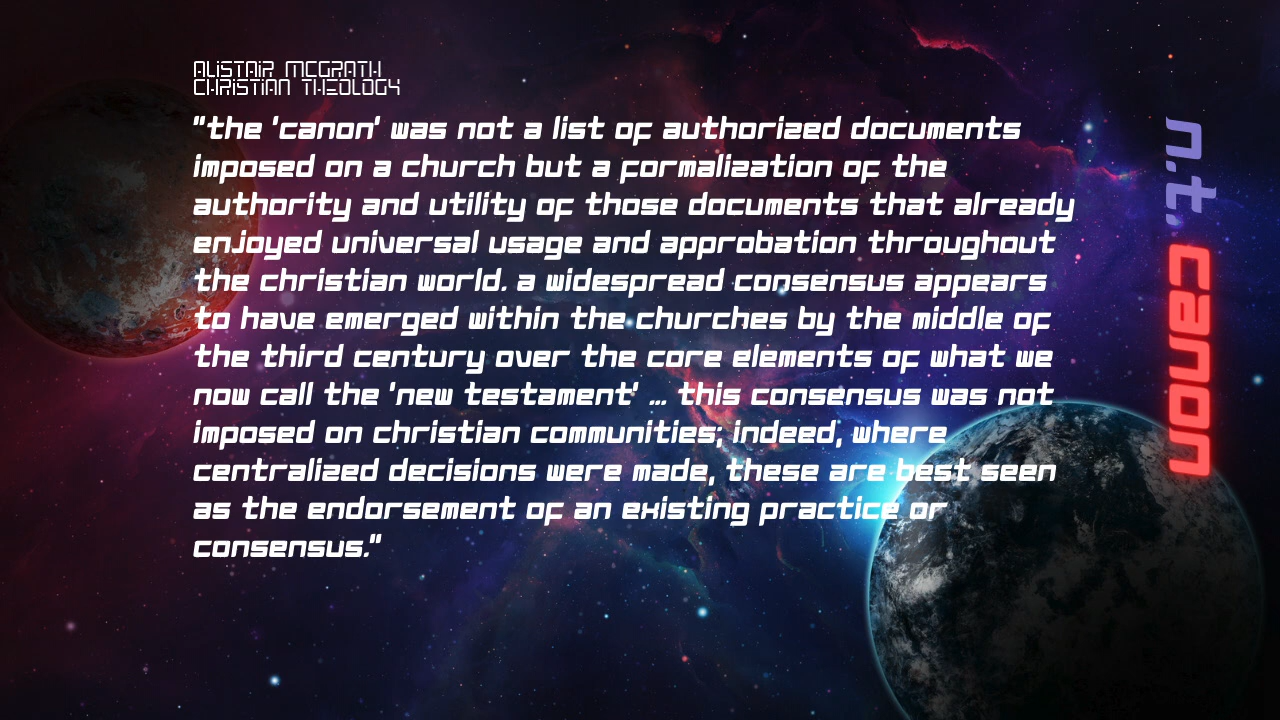 ALISTAIR MCGRATH
CHRISTIAN THEOLOGY
"the 'canon' was not a list of authorized documents
imposed on a church but a formalization of the
authority and utility of those documents that already
enjoyed universal usage and approbation throughout
the christian world. a widespread consensus appears
to have emerged within the churches by the middle of
the third century over the core elements of what we
now call the 'new testament' ... this consensus was not
imposed on christian communities; indeed, where
centralized decisions were made, these are best seen
as the endorsement of an existing practice or
consensus."
n.t. canon